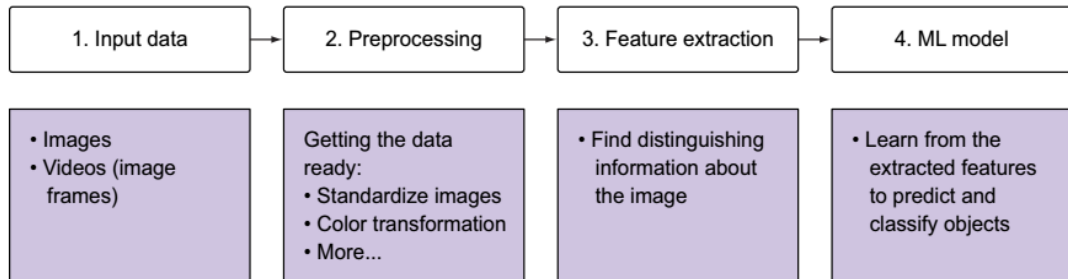 1. Input data
2. Preprocessing
3. Feature extraction
4. ML model
• Images
• Videos (image
frames)
Getting the data
ready:
• Standardize images
• Color transformation
• More...
• Find distinguishing
information about
the image
• Learn from the
extracted features
to predict and
classify objects